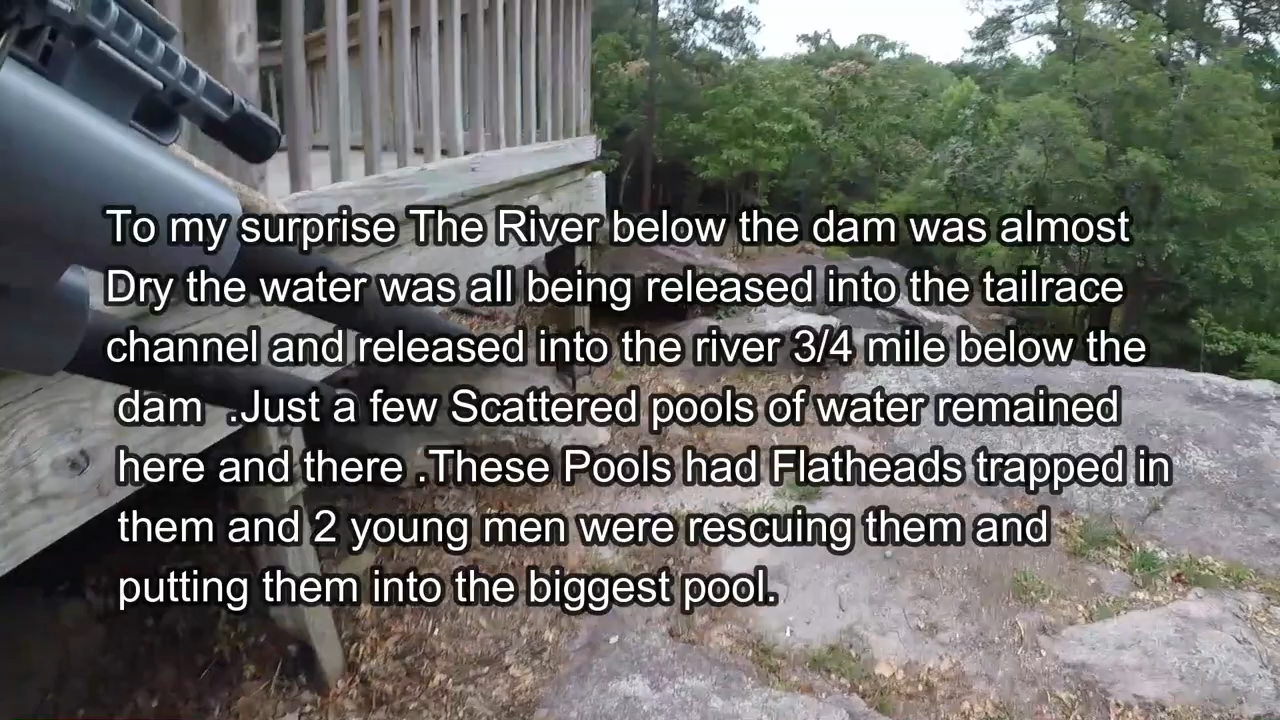 To my surprise The River below the dam was almost
Dry the water was all being released into the tailrace
channel and released into the river 3/4 mile below the
dam  .Just a few Scattered pools of water remained
here and there .These Pools had Flatheads trapped in
them and 2 young men were rescuing them and
putting them into the biggest pool.